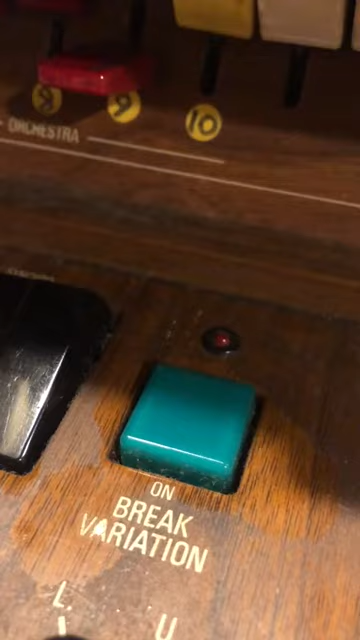 8 9 10
ORCHESTRA
ON
BREAK
VARIATION
L U